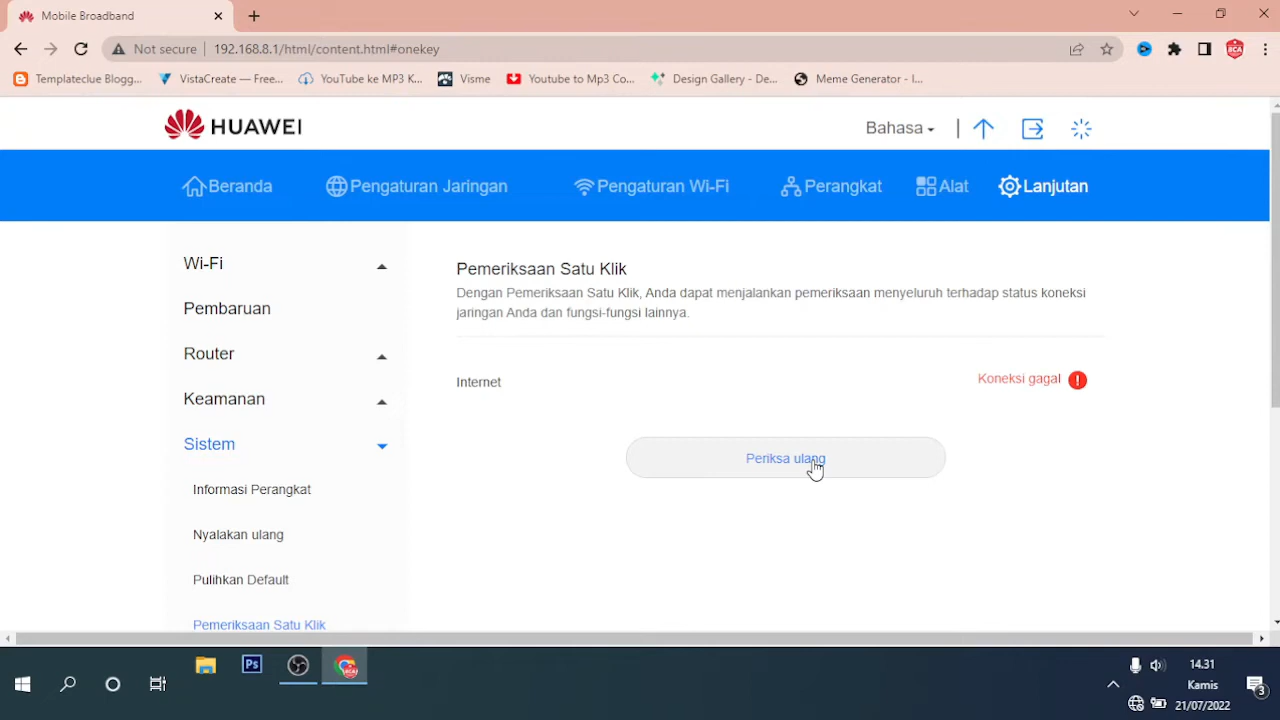 Mobile Broadband
Not secure
192.168.8.1/html/content.html#onekey
Templateclue Blogg...
VistaCreate — Free...
YouTube ke MP3 K...
Visme
Youtube to Mp3 Co...
Design Gallery - De...
Meme Generator - I...
HUAWEI
Bahasa
Beranda
Pengaturan Jaringan
Pengaturan Wi-Fi
Perangkat
Alat
Lanjutan
Wi-Fi
Pembaruan
Router
Keamanan
Sistem
Informasi Perangkat
Nyalakan ulang
Pulihkan Default
Pemeriksaan Satu Klik
Pemeriksaan Satu Klik
Dengan Pemeriksaan Satu Klik, Anda dapat menjalankan pemeriksaan menyeluruh terhadap status koneksi
jaringan Anda dan fungsi-fungsi lainnya.
Internet
Koneksi gagal
Periksa ulang
Ps
14.31
Kamis
21/07/2022
3